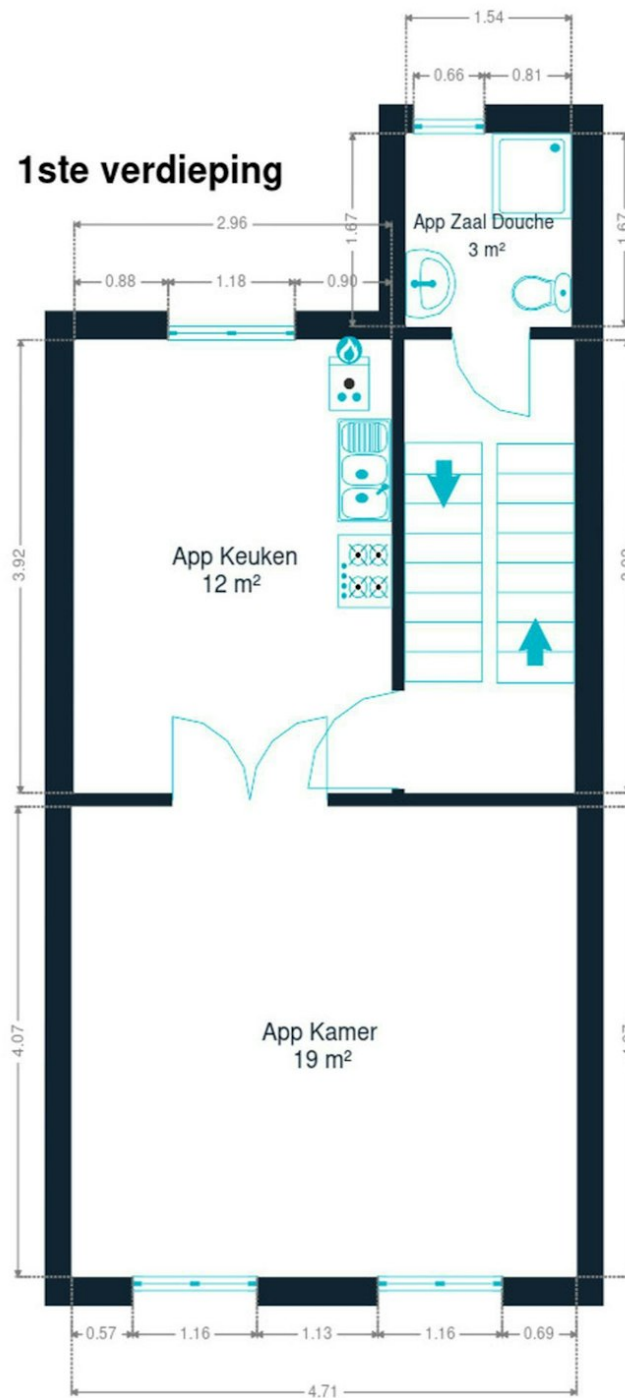 1.54
0.66
0.81
1ste verdieping
2.96
1.67
App Zaal Douche
3 m²
1.67
0.88
1.18
0.90
3.92
App Keuken
12 m²
4.07
App Kamer
19 m²
0.57
1.16
1.13
1.16
0.69
4.71